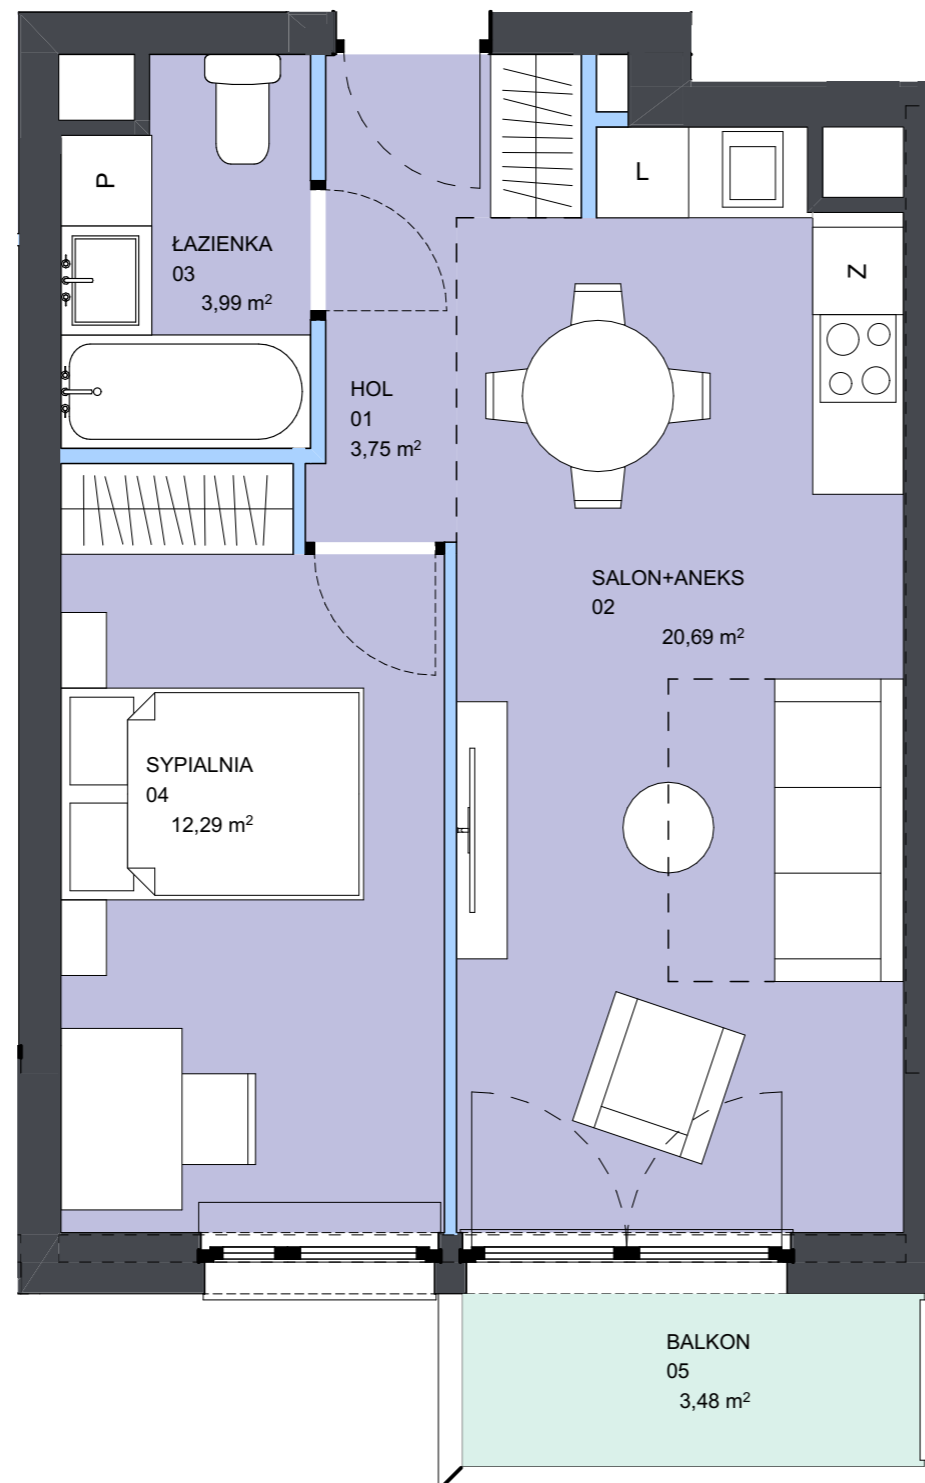 P
L
ŁAZIENKA
03
3,99 m²
Z
HOL
01
3,75 m²
SALON+ANEKS
02
20,69 m²
SYPIALNIA
04
12,29 m²
BALKON
05
3,48 m²